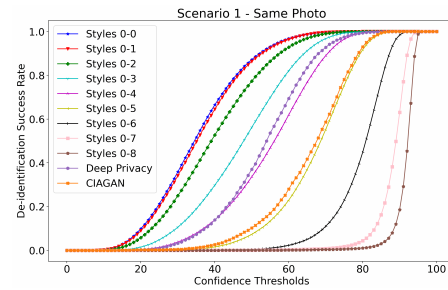 Scenario 1 - Same Photo
De-identification Success Rate
1.0
0.8
0.6
0.4
0.2
0.0
Styles 0-0
Styles 0-1
Styles 0-2
Styles 0-3
Styles 0-4
Styles 0-5
Styles 0-6
Styles 0-7
Styles 0-8
Deep Privacy
CIAGAN
0
20
40
60
80
100
Confidence Thresholds